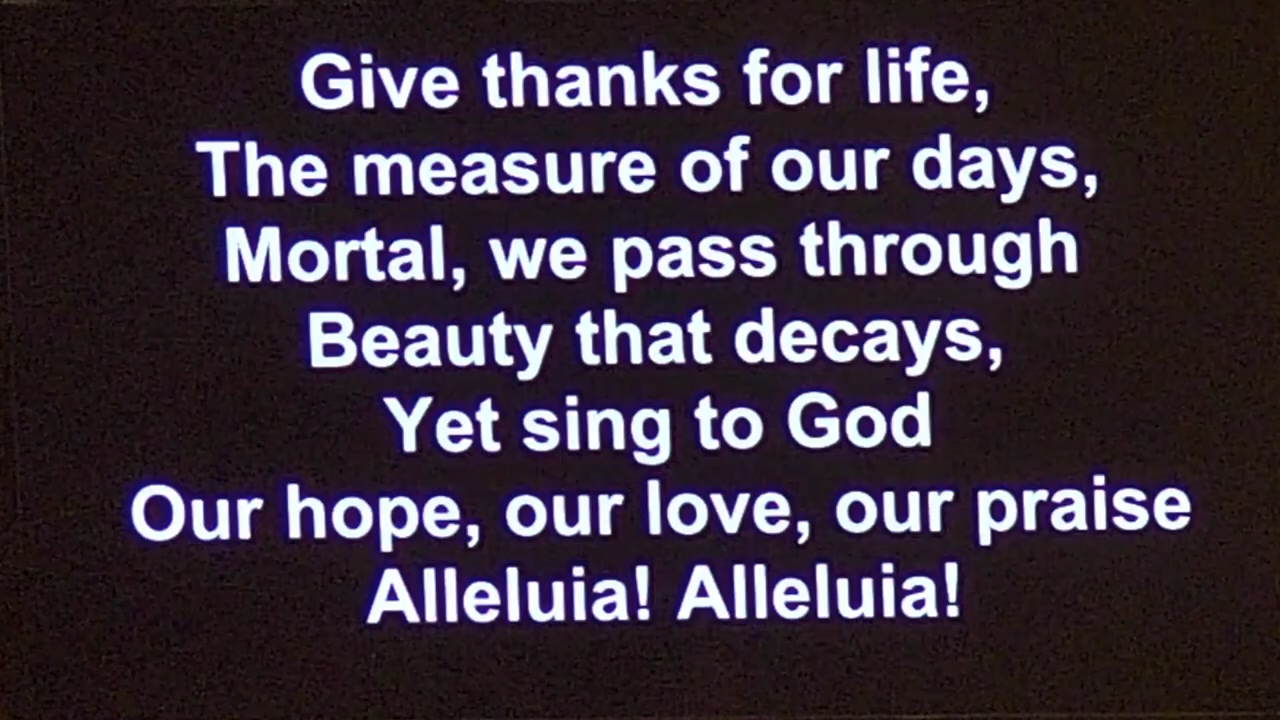 Give thanks for life,
The measure of our days,
Mortal, we pass through
Beauty that decays,
Yet sing to God
Our hope, our love, our praise
Alleluia! Alleluia!